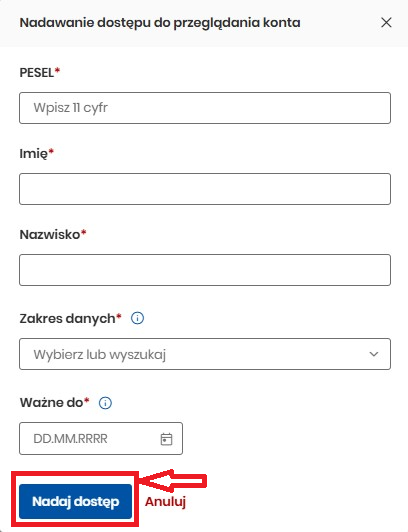 Nadawanie dostępu do przeglądania konta
PESEL*
Wpisz 11 cyfr
Imię*
Nazwisko*
Zakres danych*
Wybierz lub wyszukaj
Ważne do*
DD.MM.RRRR
Nadaj dostęp Anuluj